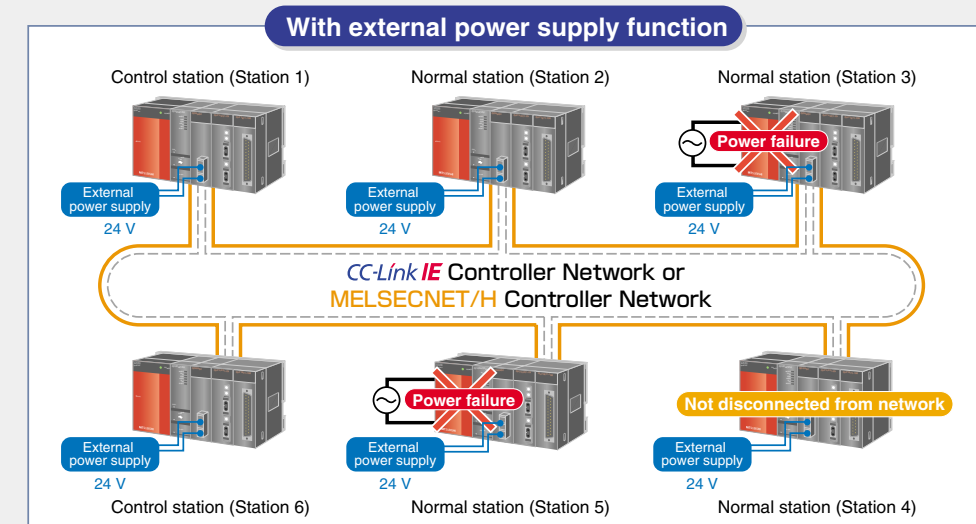 With external power supply function
Control station (Station 1)
Normal station (Station 2)
Normal station (Station 3)
Power failure
External
power supply
24 V
External
power supply
24 V
External
power supply
24 V
CC-Link IE Controller Network or
MELSECNET/H Controller Network
Power failure
Not disconnected from network
External
power supply
24 V
External
power supply
24 V
External
power supply
24 V
Control station (Station 6)
Normal station (Station 5)
Normal station (Station 4)